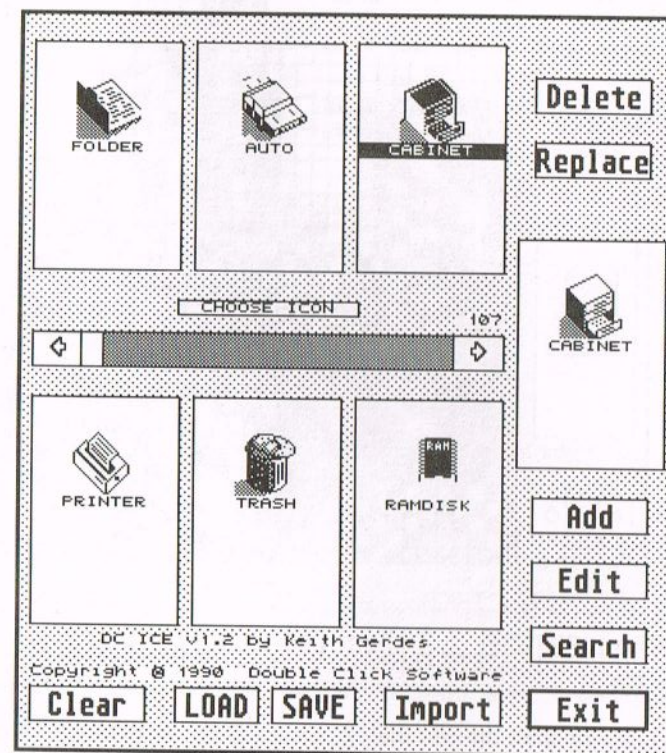 Delete
FOLDER
AUTO
CABINET
Replace
CHOOSE ICON
107
CABINET
RAM
PRINTER
TRASH
RAMDISK
Add
Edit
DC ICE v1.2 by Keith Gerdes
Search
Copyright @ 1990 Double Click Software
Clear
LOAD
SAVE
Import
Exit